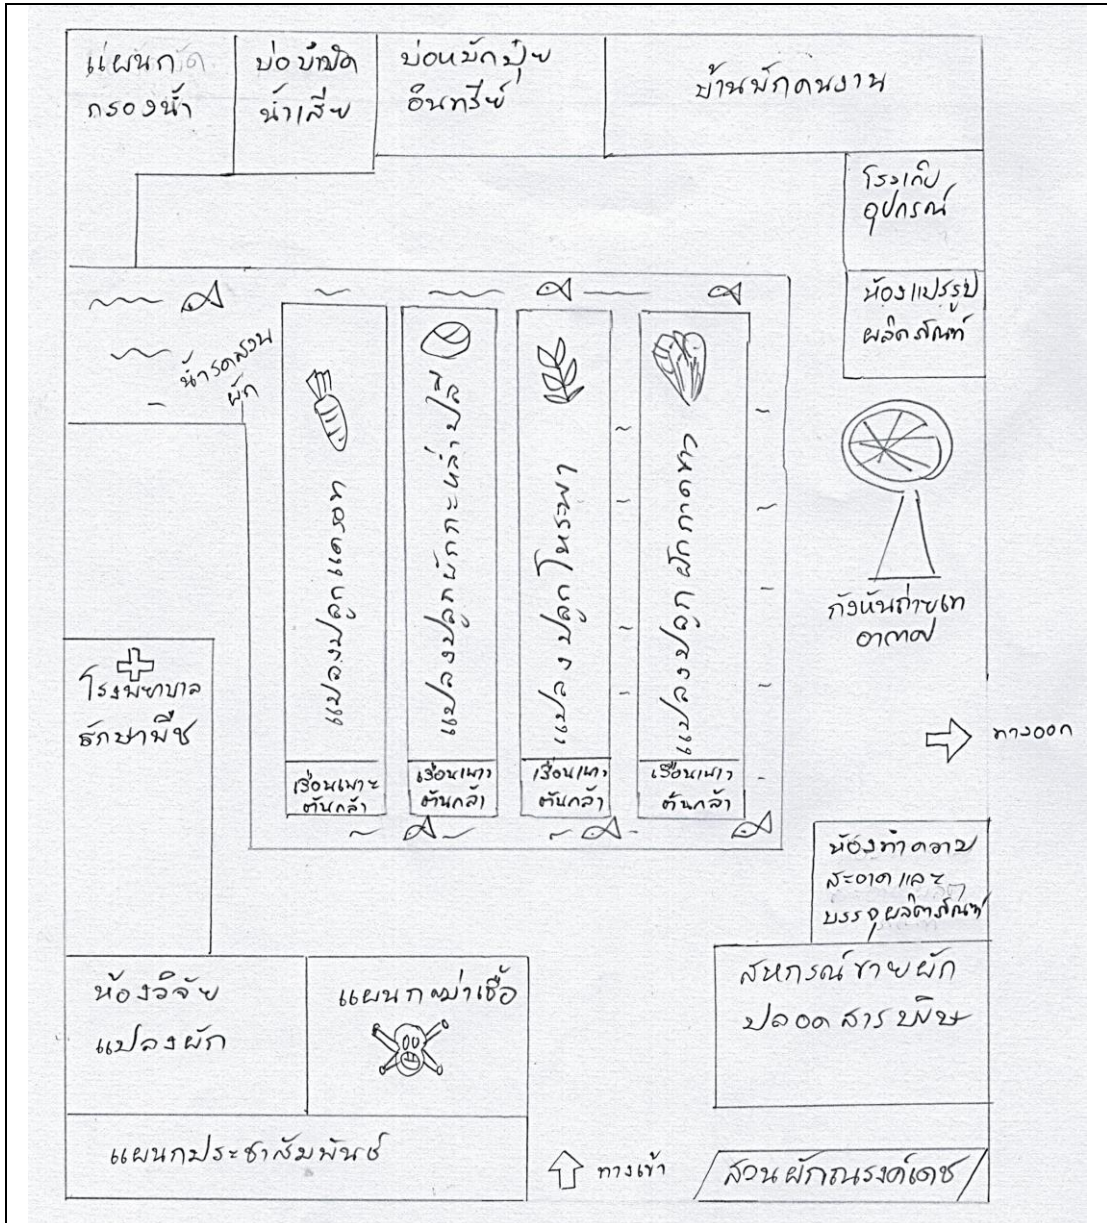 แผนกคัด
กรองน้ำ
บ่อบำบัด
น้ำเสีย
บ่อหมักปุ๋ย
อินทรีย์
บ้านพักคนงาน
โรงเก็บ
อุปกรณ์
ห้องแปรรูป
ผลิตภัณฑ์
น้ำรดสวน
ผัก
แปลงปลูกแครอท
แปลงปลูกผักกะหล่ำปลี
แปลงปลูกโหระพา
แปลงปลูกผักกาดหอม
กังหันถ่ายเท
อากาศ
โรงพยาบาล
รักษาพืช
ทางออก
เรือนเพาะ
ต้นกล้า
เรือนเพาะ
ต้นกล้า
เรือนเพาะ
ต้นกล้า
เรือนเพาะ
ต้นกล้า
ห้องทำความ
สะอาดและ
บรรจุผลิตภัณฑ์
ห้องวิจัย
แปลงผัก
แผนกฆ่าเชื้อ
สหกรณ์ขายผัก
ปลอดสารพิษ
แผนกประชาสัมพันธ์
ทางเข้า
สวนผักณรงค์เดช